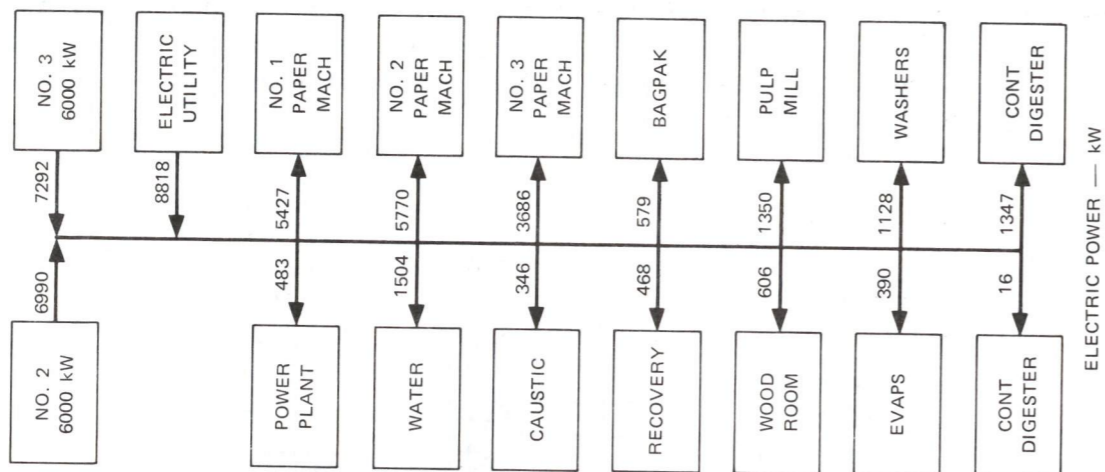 NO. 2
6000 kW
6990
NO. 3
6000 kW
7292
ELECTRIC
UTILITY
8818
POWER
PLANT
483
5427
NO. 1
PAPER
MACH
WATER
1504
5770
NO. 2
PAPER
MACH
CAUSTIC
346
3686
NO. 3
PAPER
MACH
RECOVERY
468
579
BAGPAK
WOOD
ROOM
606
1350
PULP
MILL
EVAPS
390
1128
WASHERS
CONT
DIGESTER
16
1347
CONT
DIGESTER
ELECTRIC POWER — kW